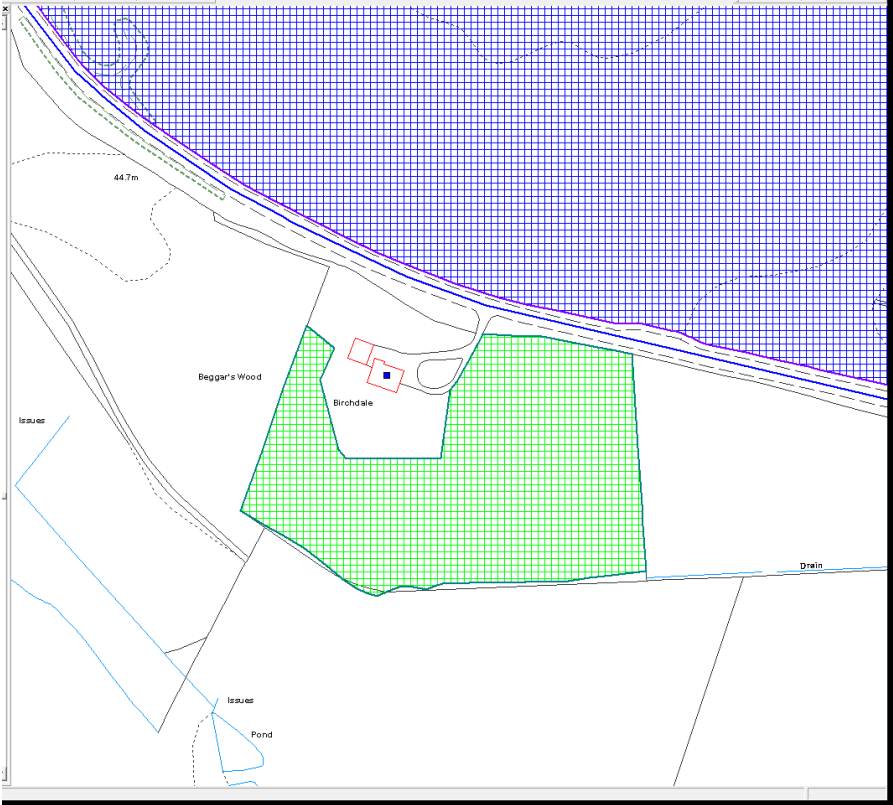 44.7m
Beggar's Wood
Birchdale
Issues
Drain
Issues
Pond